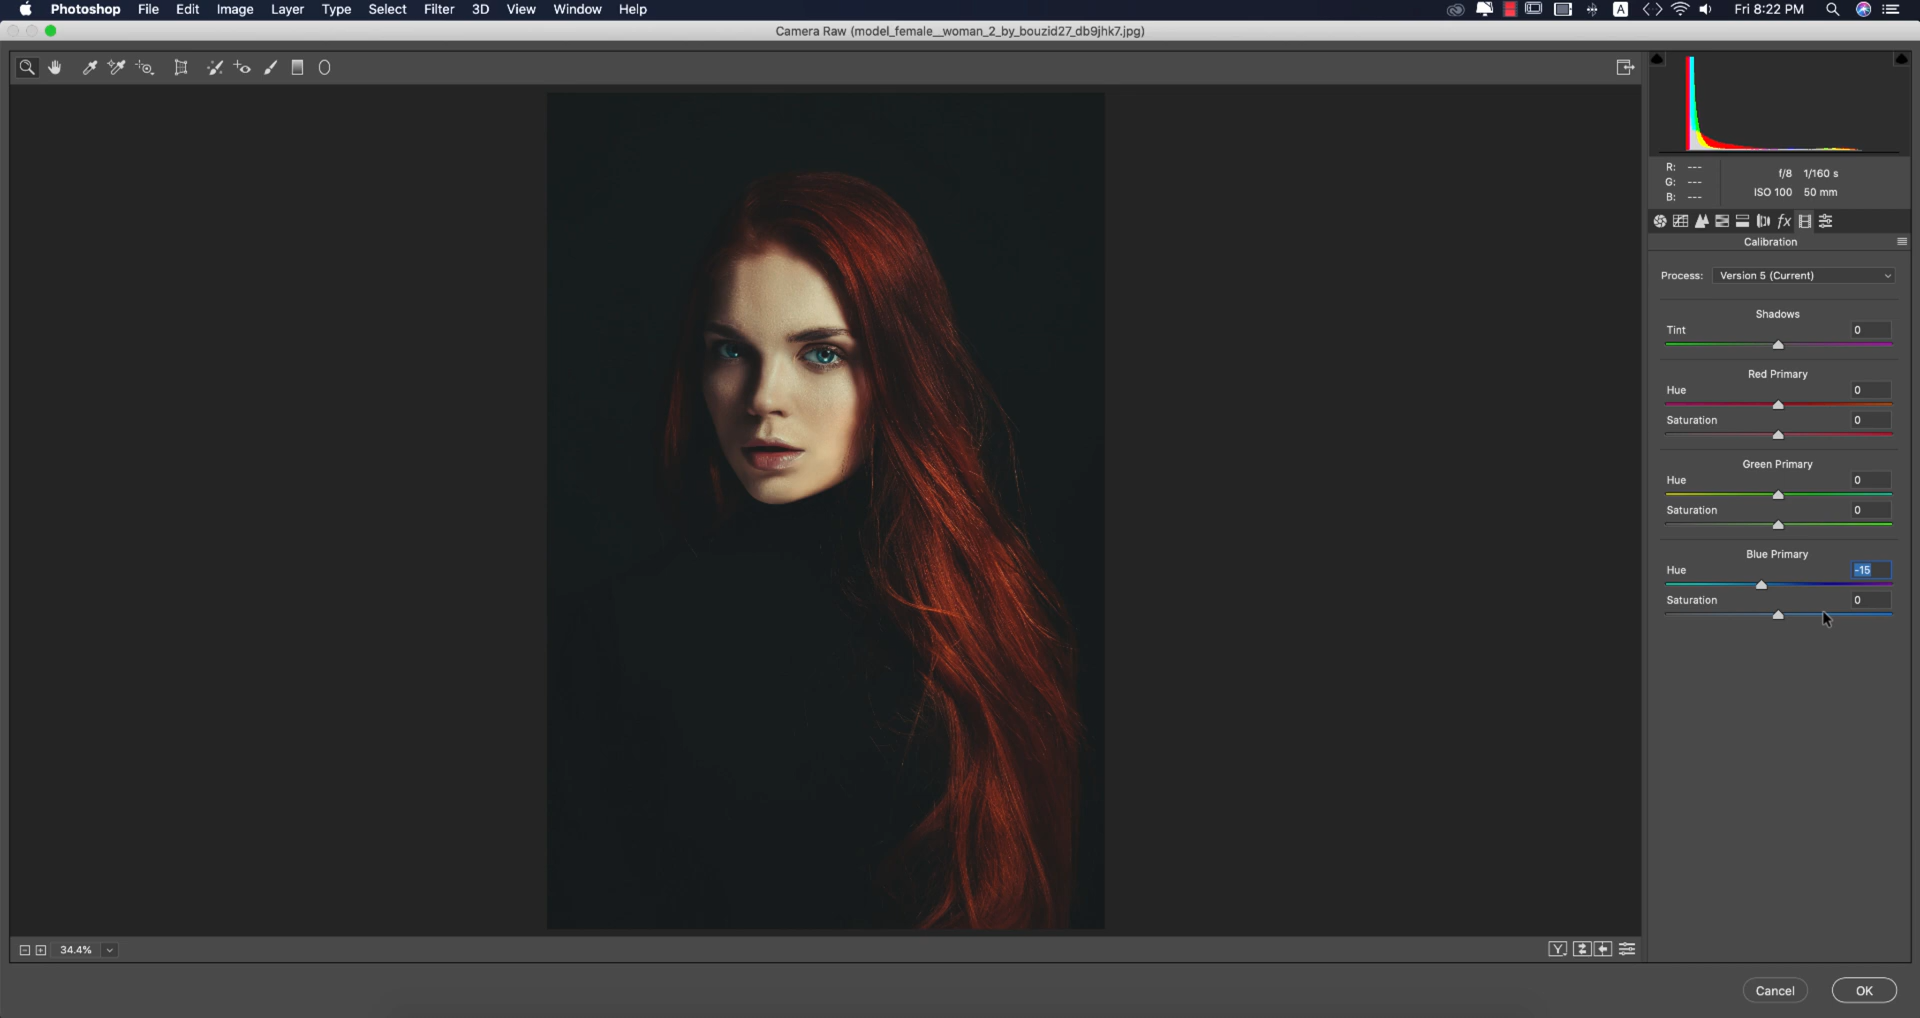 Photoshop File Edit Image Layer Type Select Filter 3D View Window Help A Fri 8:22 PM
Camera Raw (model_female__woman_2_by_bouzid27_db9jhk7.jpg)
R: ---
G: ---
B: ---
f/8 1/160 s
ISO 100 50 mm
fx
Calibration
Process: Version 5 (Current)
Shadows
Tint 0
Red Primary
Hue 0
Saturation 0
Green Primary
Hue 0
Saturation 0
Blue Primary
Hue -15
Saturation 0
34.4%
Y
Cancel OK